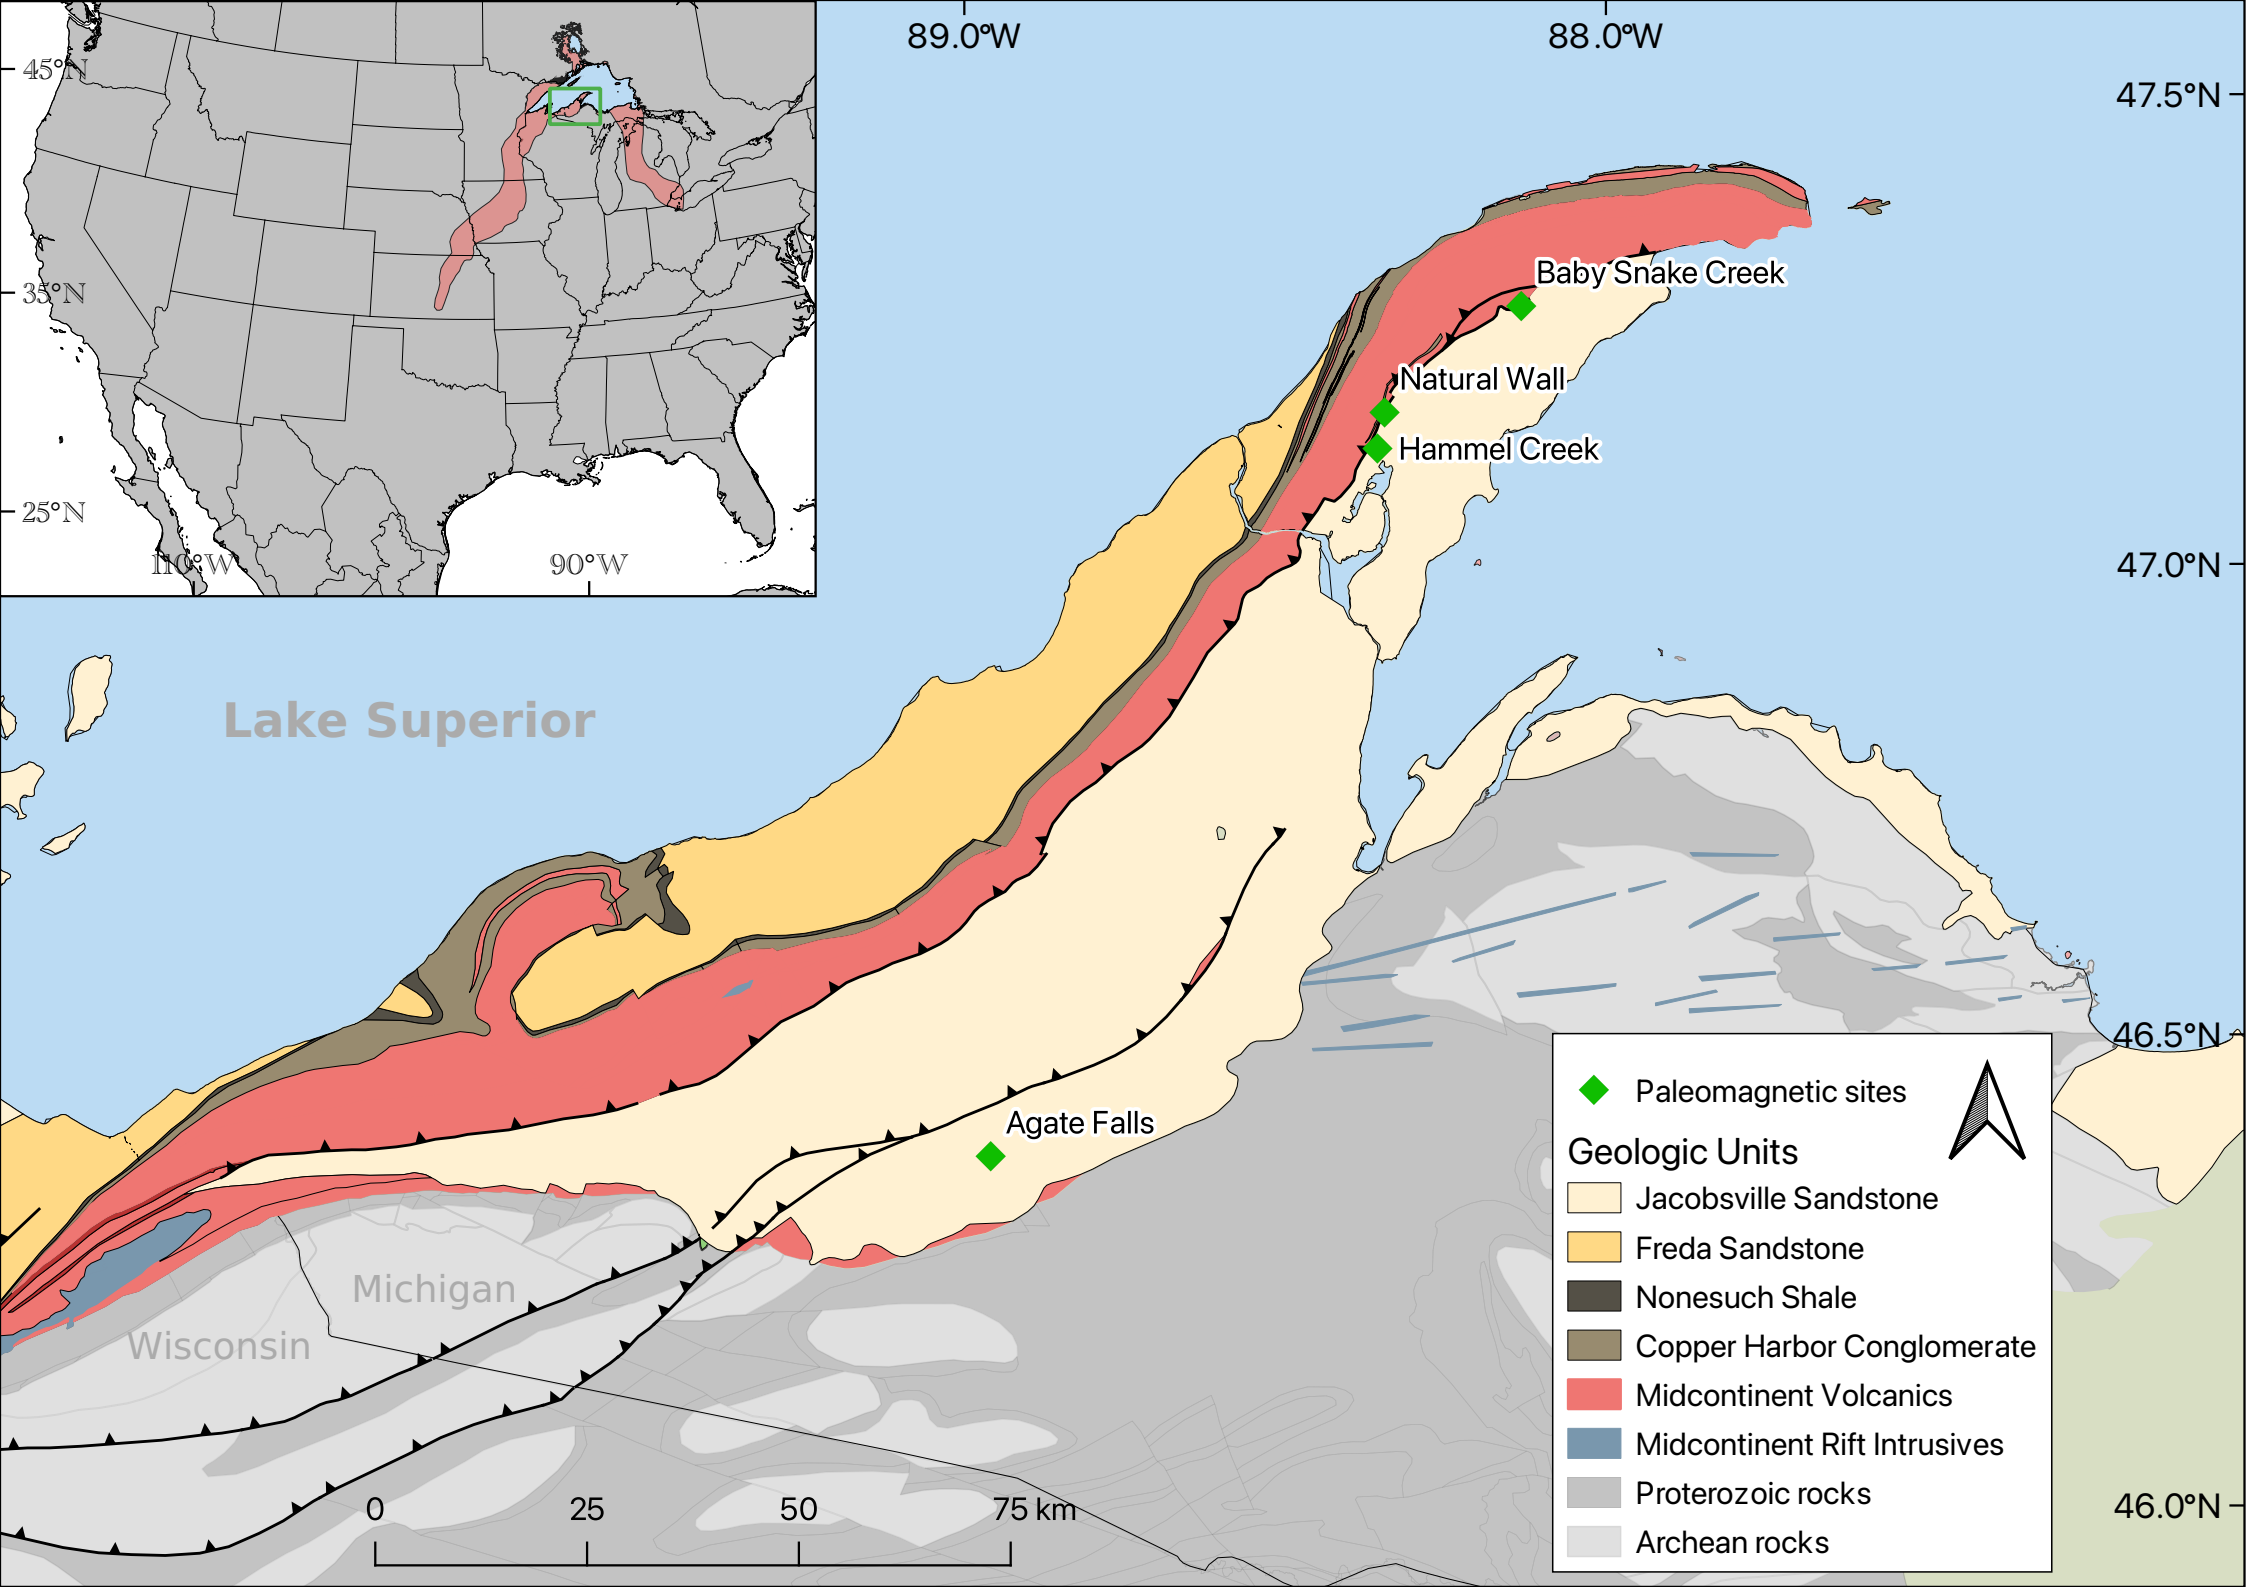 89.0°W
88.0°W
45°N
35°N
25°N
110°W
90°W
47.5°N
47.0°N
46.5°N
46.0°N
Baby Snake Creek
Natural Wall
Hammel Creek
Lake Superior
Agate Falls
Michigan
Wisconsin
0 25 50 75 km
Paleomagnetic sites
Geologic Units
Jacobsville Sandstone
Freda Sandstone
Nonesuch Shale
Copper Harbor Conglomerate
Midcontinent Volcanics
Midcontinent Rift Intrusives
Proterozoic rocks
Archean rocks